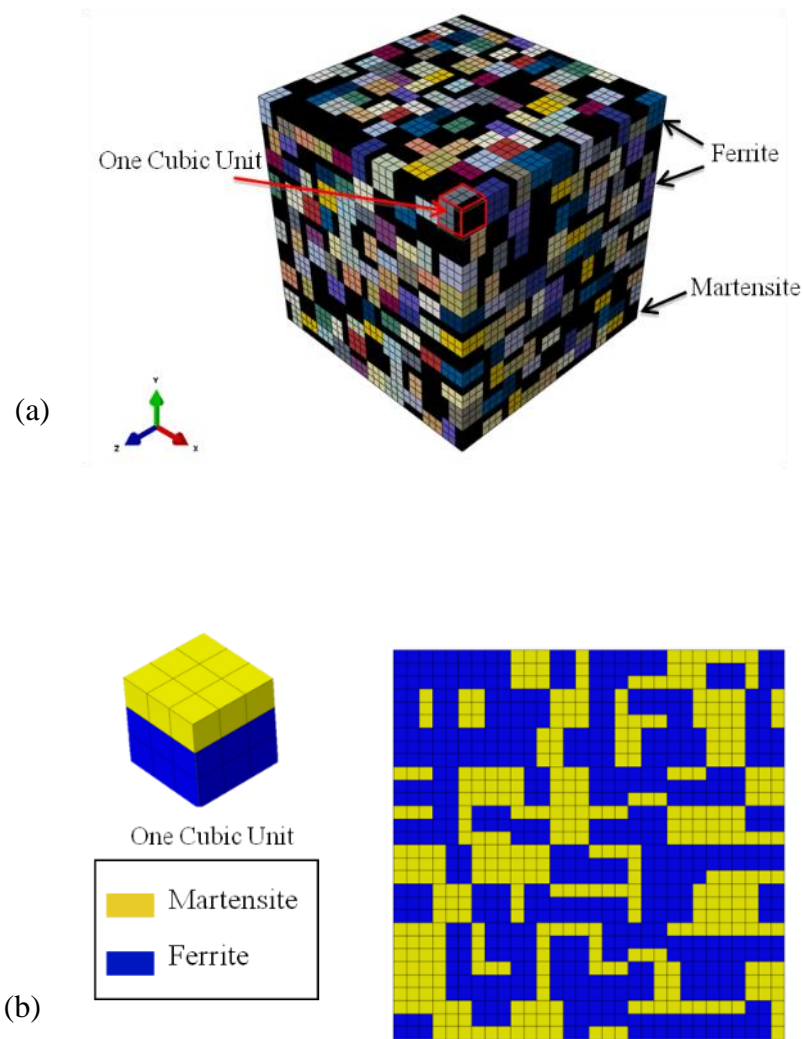 One Cubic Unit
Ferrite
Martensite
(a)
Y
Z
X
One Cubic Unit
Martensite
Ferrite
(b)